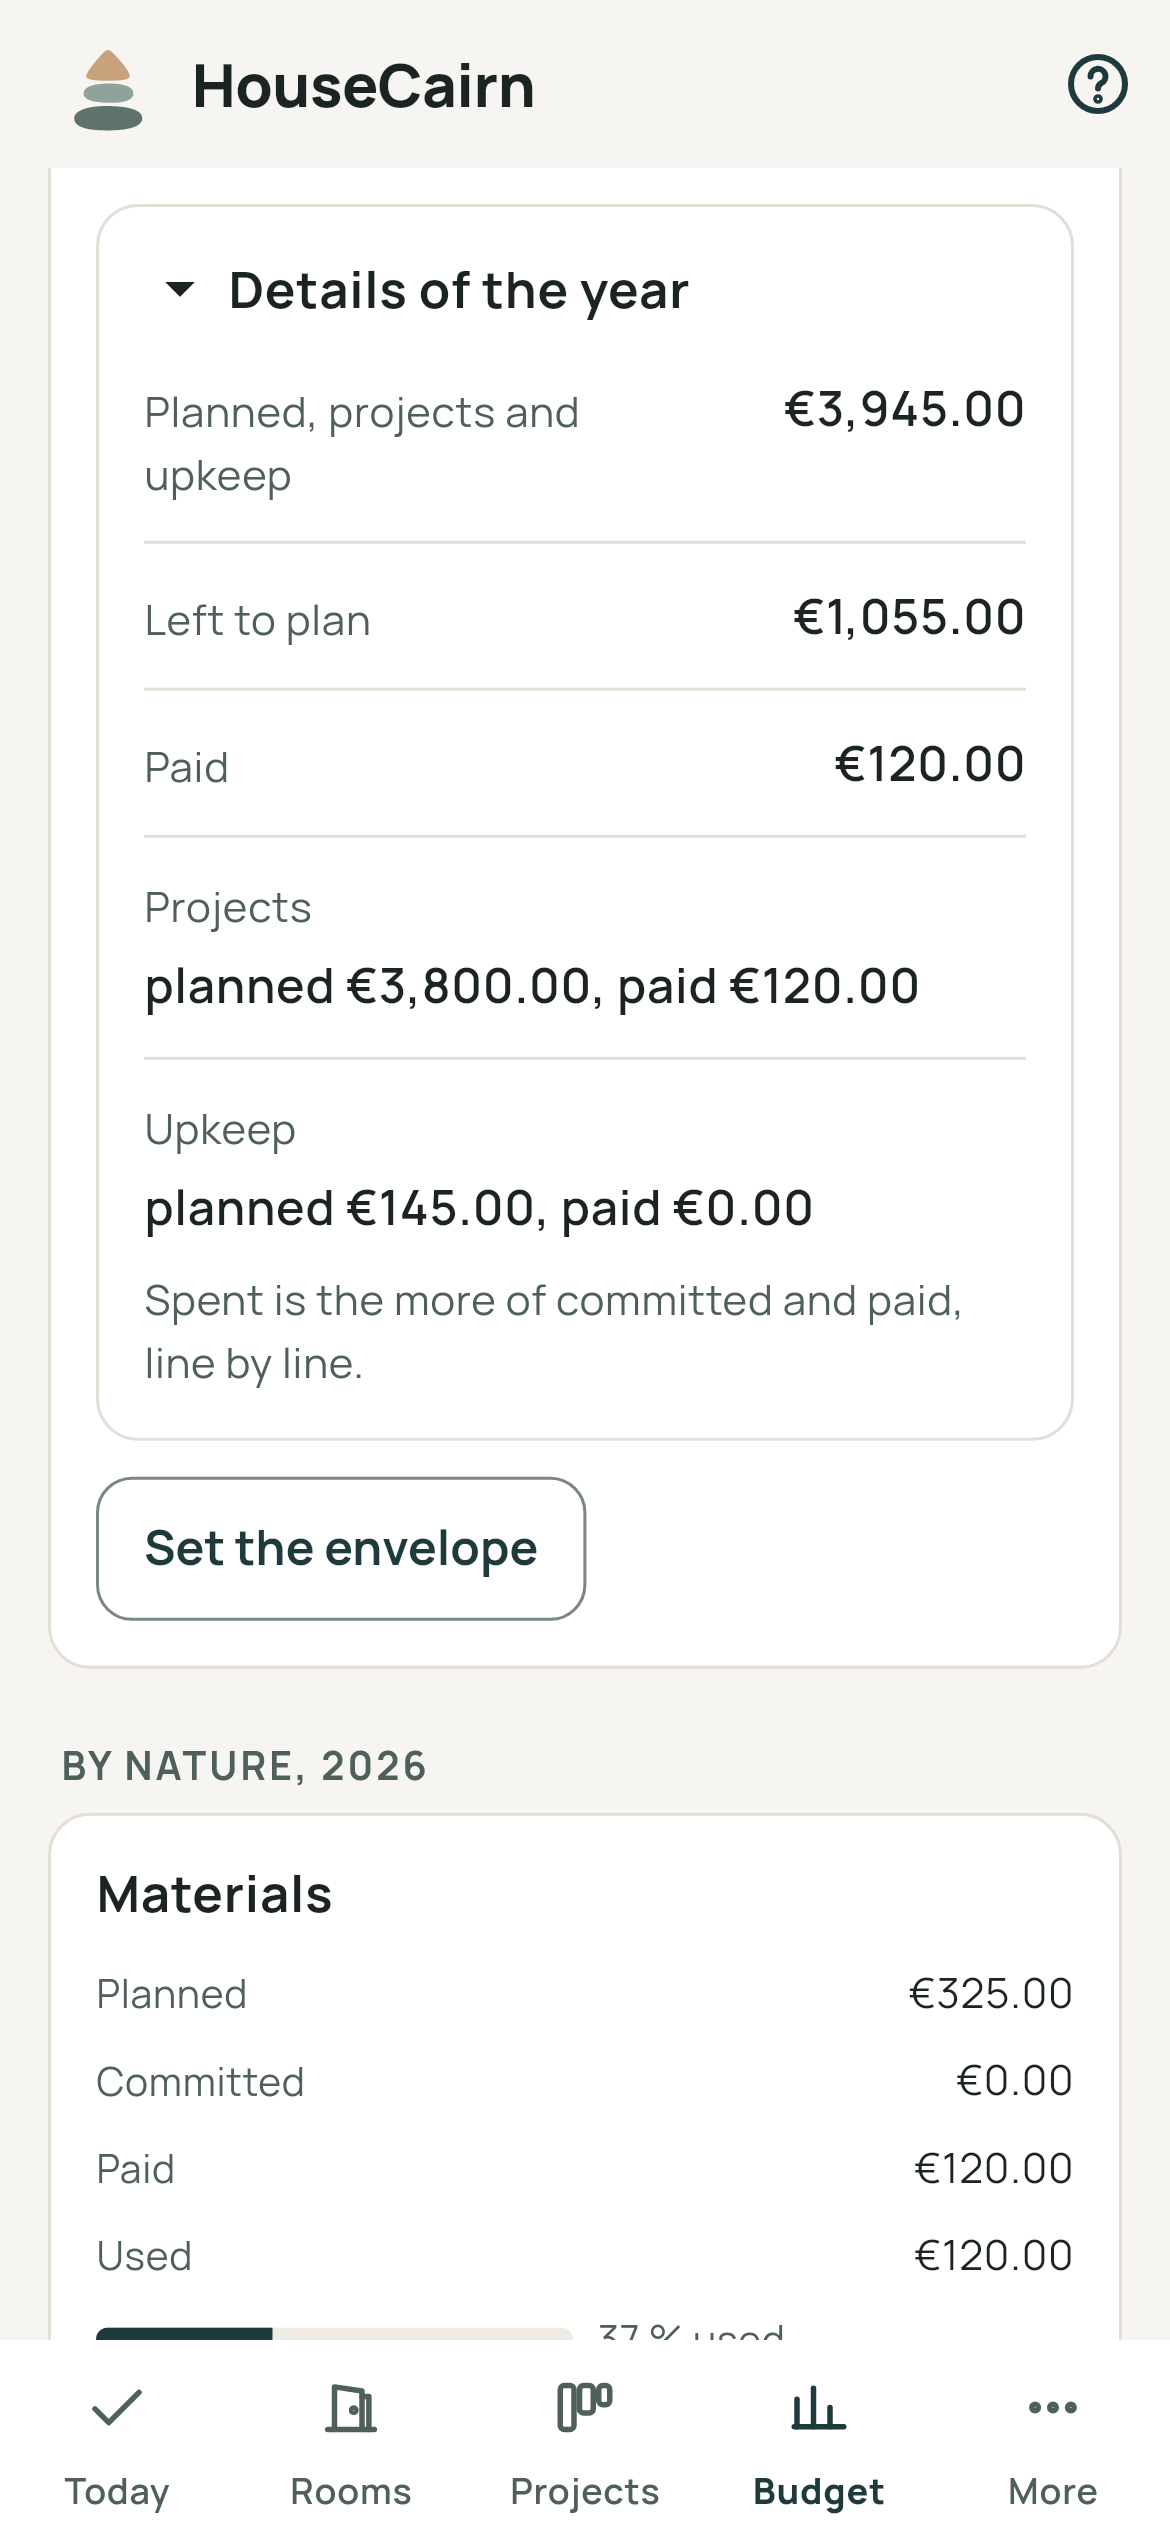 HouseCairn
Details of the year
Planned, projects and
upkeep
€3,945.00
Left to plan
€1,055.00
Paid
€120.00
Projects
planned €3,800.00, paid €120.00
Upkeep
planned €145.00, paid €0.00
Spent is the more of committed and paid,
line by line.
Set the envelope
BY NATURE, 2026
Materials
Planned
€325.00
Committed
€0.00
Paid
€120.00
Used
€120.00
37 % used
Today
Rooms
Projects
Budget
More